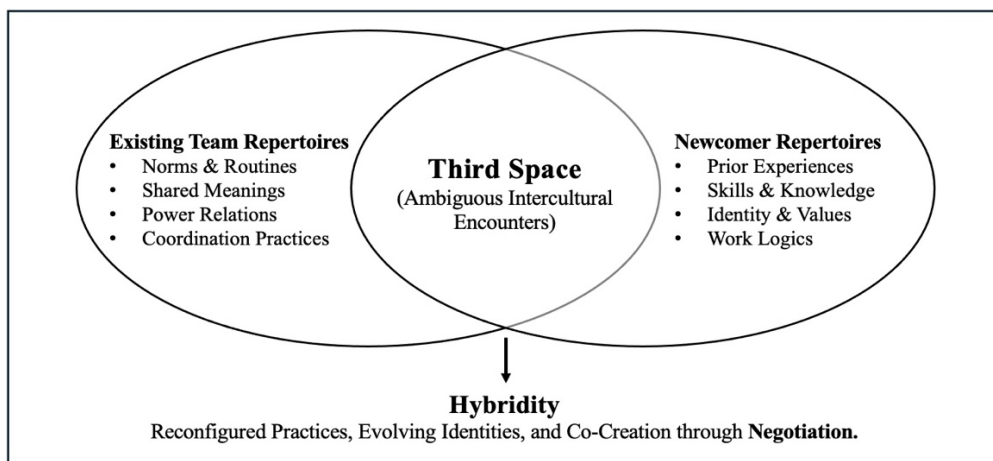 Existing Team Repertoires
• Norms & Routines
• Shared Meanings
• Power Relations
• Coordination Practices
Third Space
(Ambiguous Intercultural
Encounters)
Newcomer Repertoires
• Prior Experiences
• Skills & Knowledge
• Identity & Values
• Work Logics
Hybridity
Reconfigured Practices, Evolving Identities, and Co-Creation through Negotiation.